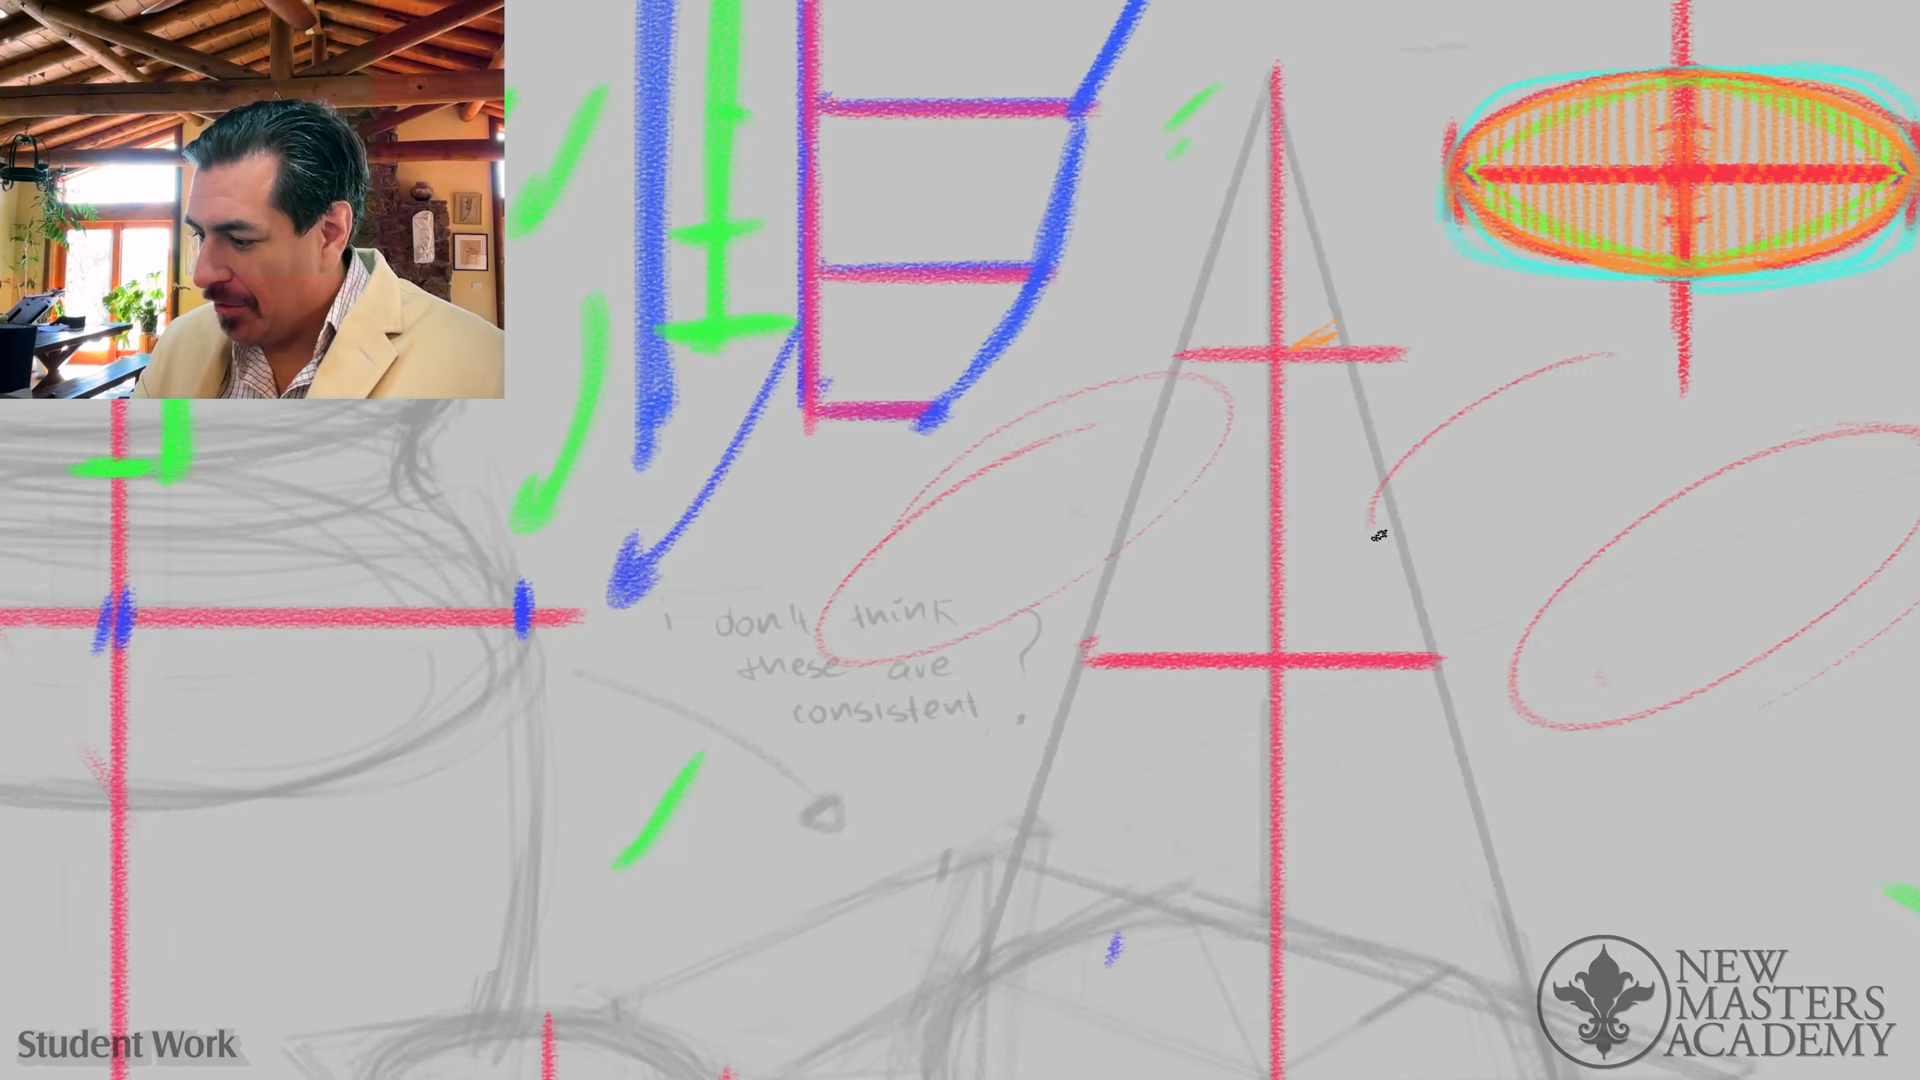 i don't think
these are ?
consistent .
Student Work
NEW
MASTERS
ACADEMY